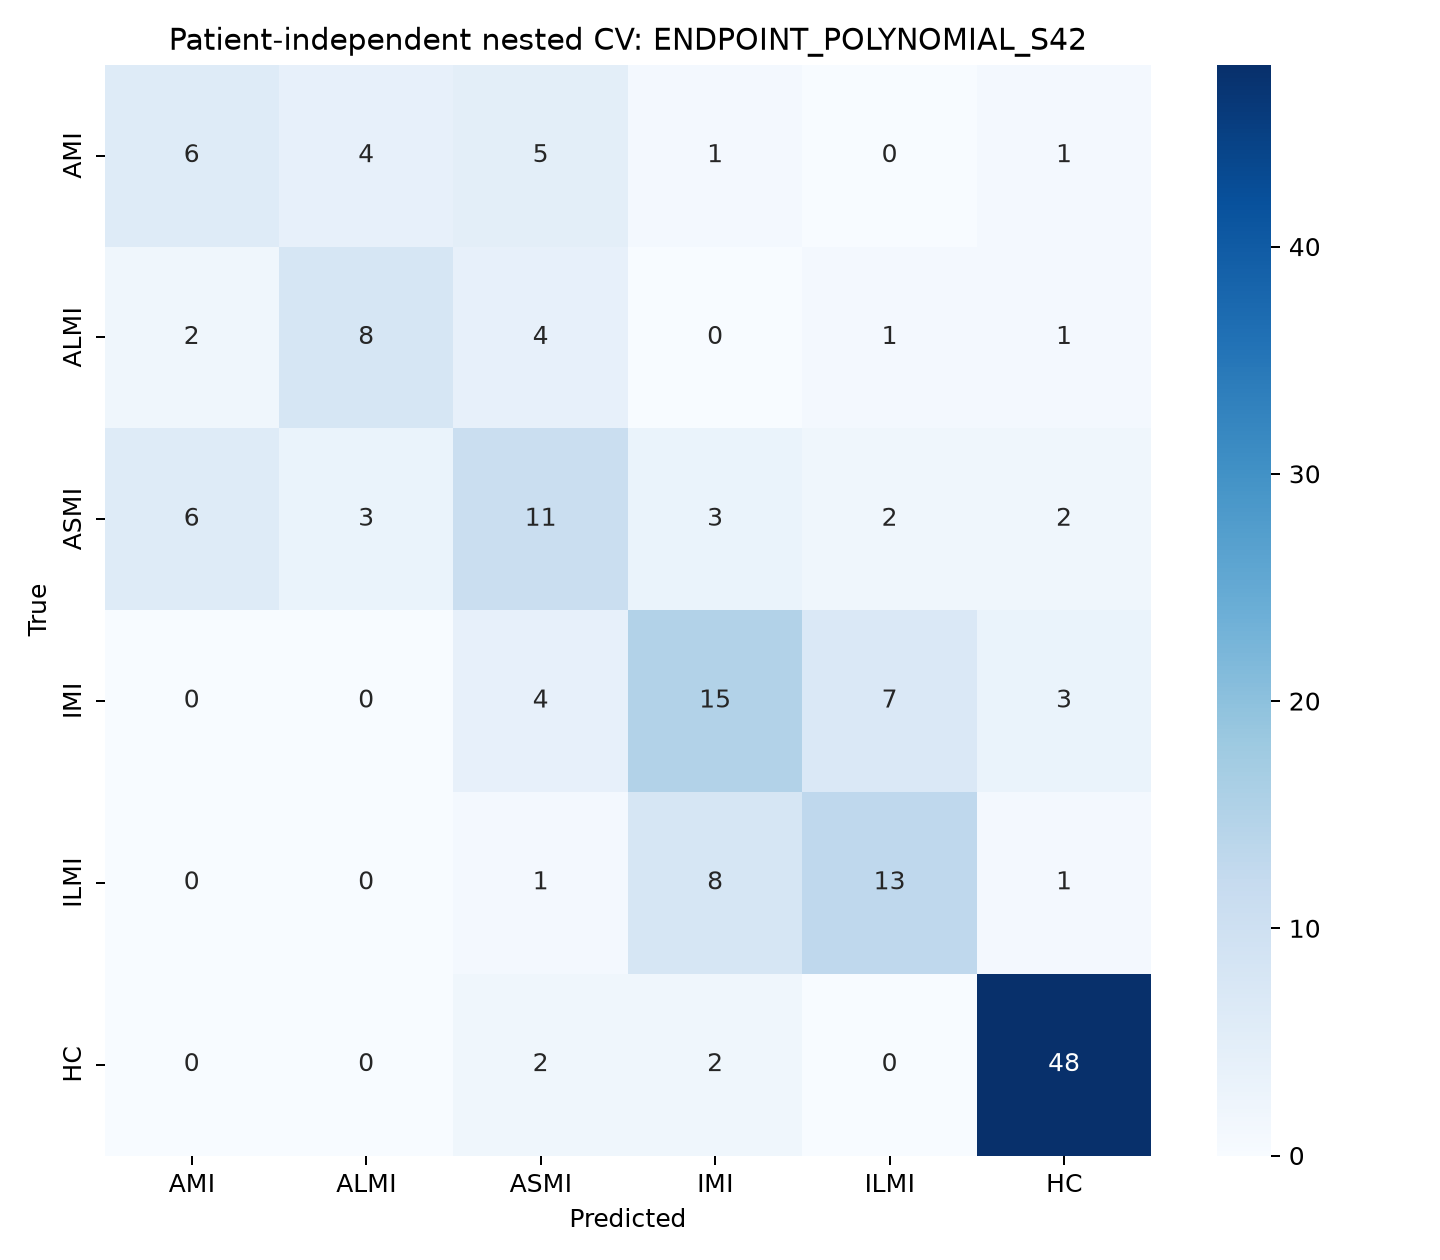 Patient-independent nested CV: ENDPOINT_POLYNOMIAL_S42
True
AMI 6 4 5 1 0 1
ALMI 2 8 4 0 1 1
ASMI 6 3 11 3 2 2
IMI 0 0 4 15 7 3
ILMI 0 0 1 8 13 1
HC 0 0 2 2 0 48
AMI ALMI ASMI IMI ILMI HC
Predicted
40
30
20
10
0